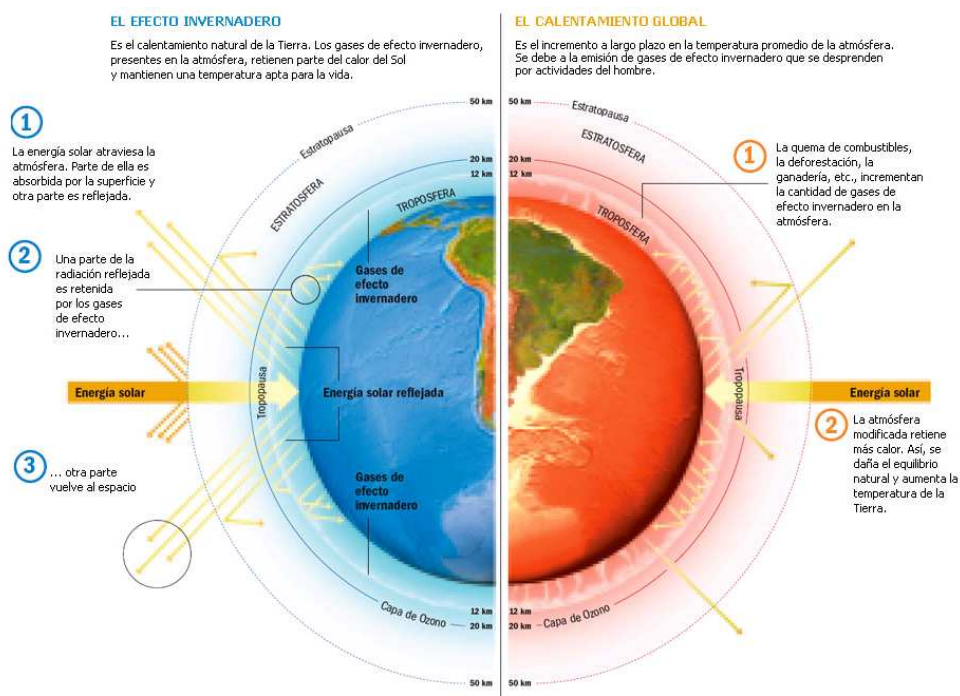 EL EFECTO INVERNADERO
Es el calentamiento natural de la Tierra. Los gases de efecto invernadero,
presentes en la atmósfera, retienen parte del calor del Sol
y mantienen una temperatura apta para la vida.
1
La energía solar atraviesa la
atmósfera. Parte de ella es
absorbida por la superficie y
otra parte es reflejada.
2
Una parte de la
radiación reflejada
es retenida
por los gases
de efecto
invernadero...
Energía solar
3
... otra parte
vuelve al espacio
50 km
Estratopausa
20 km
ESTRATOSFERA
12 km
TROPOSFERA
Gases de
efecto
invernadero
Tropopausa
Energía solar reflejada
Gases de
efecto
invernadero
Capa de Ozono
12 km
20 km
50 km
EL CALENTAMIENTO GLOBAL
Es el incremento a largo plazo en la temperatura promedio de la atmósfera.
Se debe a la emisión de gases de efecto invernadero que se desprenden
por actividades del hombre.
50 km
Estratopausa
ESTRATOSFERA
20 km
12 km
TROPOSFERA
1
La quema de combustibles,
la deforestación, la
ganadería, etc., incrementan
la cantidad de gases de
efecto invernadero en la
atmósfera.
Tropopausa
Energía solar
2
La atmósfera
modificada retiene
más calor. Así, se
daña el equilibrio
natural y aumenta la
temperatura de la
Tierra.
12 km
20 km
Capa de Ozono
50 km